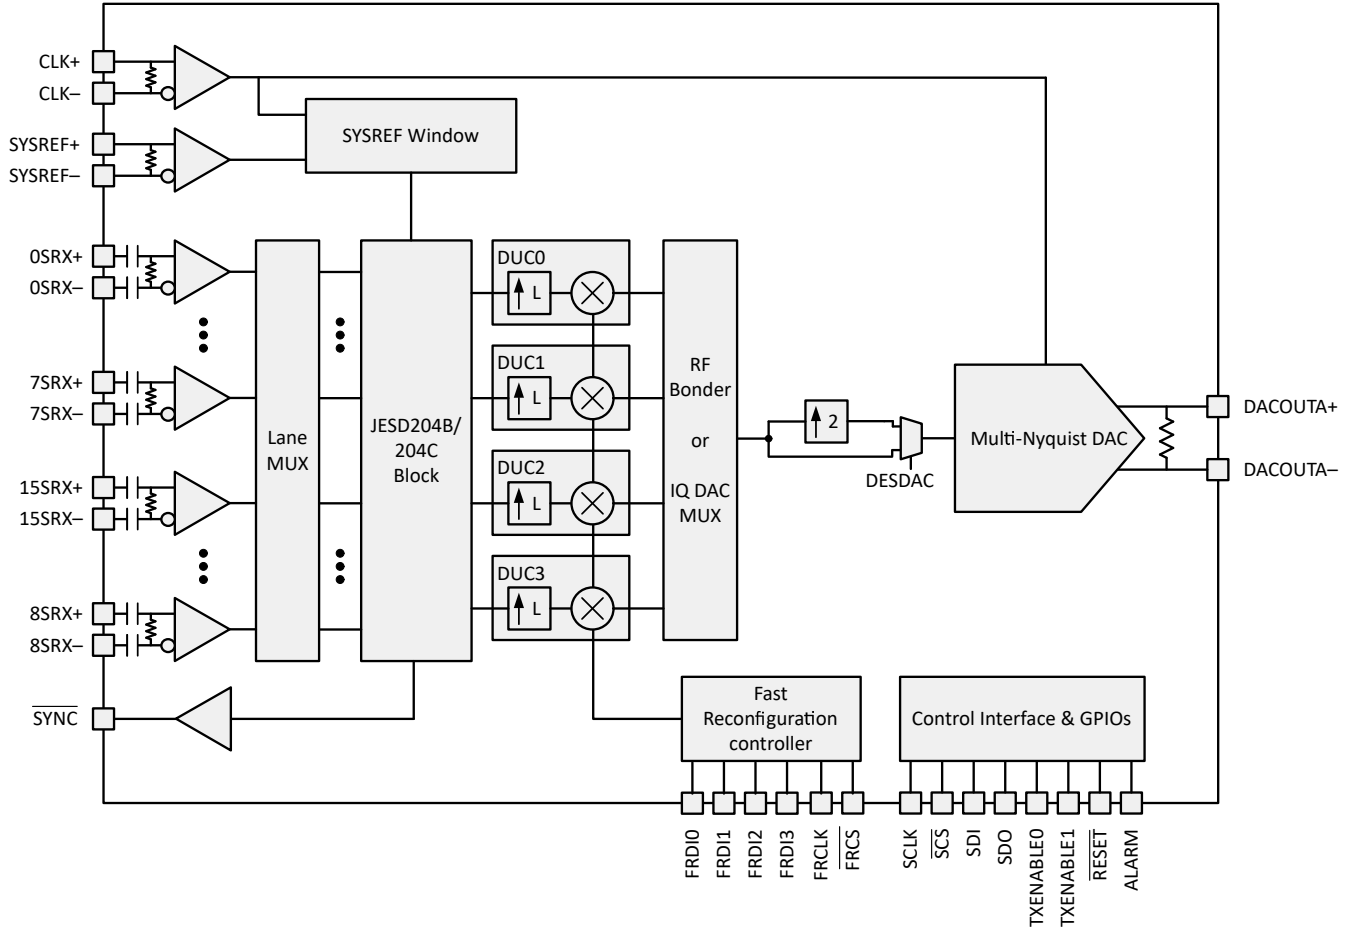 CLK+
CLK–
SYSREF+
SYSREF–
SYSREF Window
0SRX+
0SRX–
7SRX+
7SRX–
15SRX+
15SRX–
8SRX+
8SRX–
SYNC
Lane
MUX
JESD204B/
204C
Block
DUC0
L
DUC1
L
DUC2
L
DUC3
L
RF
Bonder
or
IQ DAC
MUX
2
DESDAC
Multi-Nyquist DAC
DACOUTA+
DACOUTA–
Fast
Reconfiguration
controller
Control Interface & GPIOs
FRDI0
FRDI1
FRDI2
FRDI3
FRCLK
FRCS
SCLK
SCS
SDI
SDO
TXENABLE0
TXENABLE1
RESET
ALARM